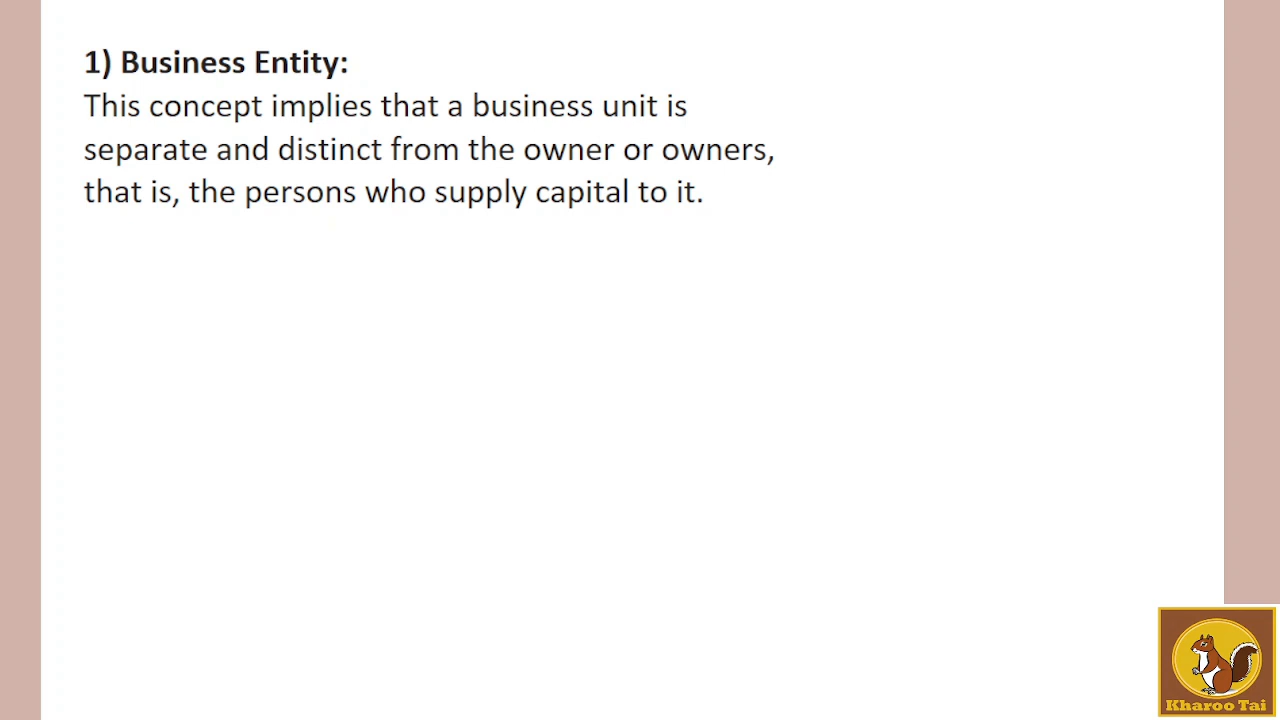 1) Business Entity:
This concept implies that a business unit is
separate and distinct from the owner or owners,
that is, the persons who supply capital to it.
Kharoo Tai